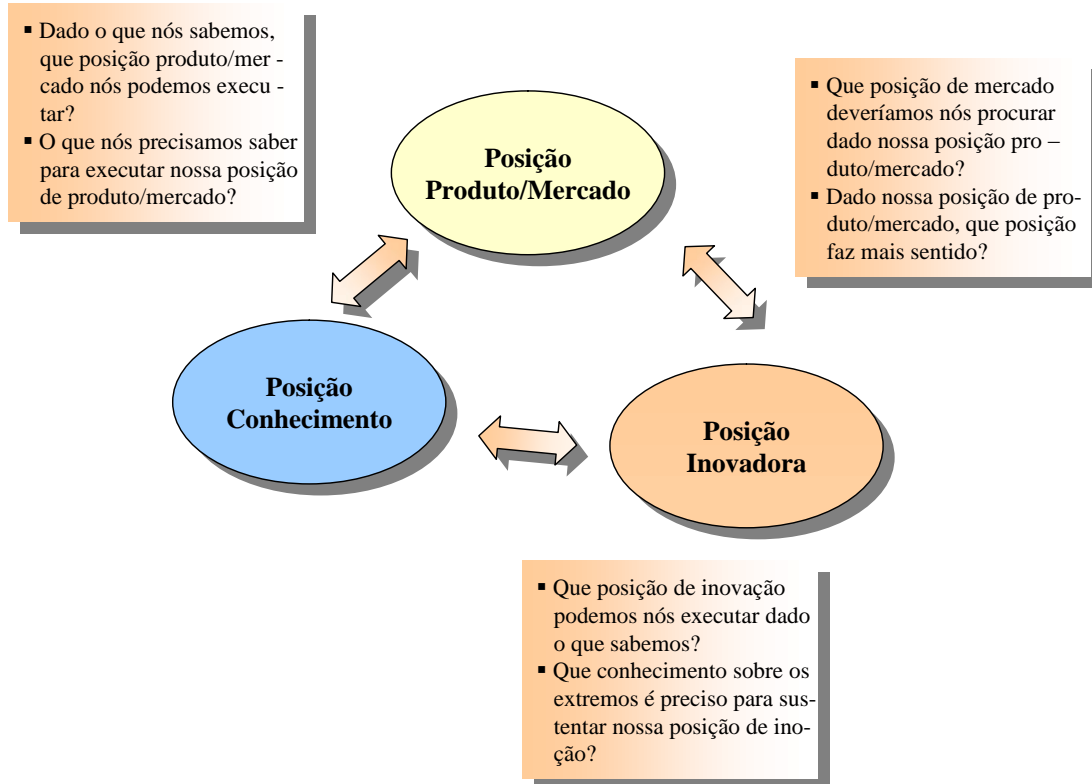 ▪ Dado o que nós sabemos,
que posição produto/mer -
cado nós podemos execu -
tar?
▪ O que nós precisamos saber
para executar nossa posição
de produto/mercado?
▪ Que posição de mercado
deveríamos nós procurar
dado nossa posição pro –
duto/mercado?
▪ Dado nossa posição de pro-
duto/mercado, que posição
faz mais sentido?
Posição
Produto/Mercado
Posição
Conhecimento
Posição
Inovadora
▪ Que posição de inovação
podemos nós executar dado
o que sabemos?
▪ Que conhecimento sobre os
extremos é preciso para sus-
tentar nossa posição de ino-
ção?